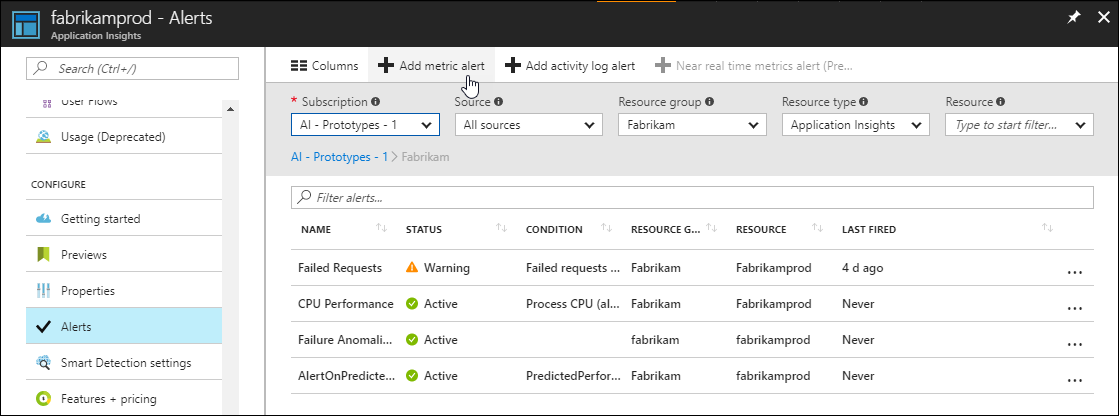 fabrikamprod - Alerts
Application Insights
Search (Ctrl+/)
User Flows
Usage (Deprecated)
CONFIGURE
Getting started
Previews
Properties
Alerts
Smart Detection settings
Features + pricing
Columns
Add metric alert
Add activity log alert
Near real time metrics alert (Pre...
* Subscription
Source
Resource group
Resource type
Resource
AI - Prototypes - 1
All sources
Fabrikam
Application Insights
Type to start filter...
AI - Prototypes - 1 > Fabrikam
Filter alerts...
NAME STATUS CONDITION RESOURCE G... RESOURCE LAST FIRED
Failed Requests Warning Failed requests ... Fabrikam Fabrikamprod 4 d ago ...
CPU Performance Active Process CPU (al... Fabrikam Fabrikamprod Never ...
Failure Anomali... Active fabrikam fabrikamprod Never ...
AlertOnPredicte... Active PredictedPerfor... Fabrikam fabrikamprod Never ...